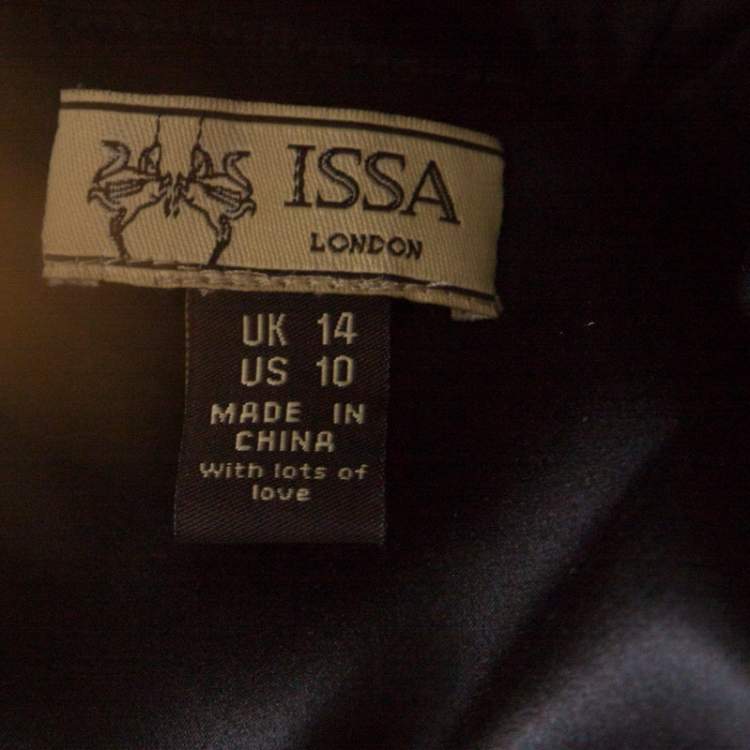 ISSA
LONDON
UK 14
US 10
MADE IN
CHINA
With lots of
love